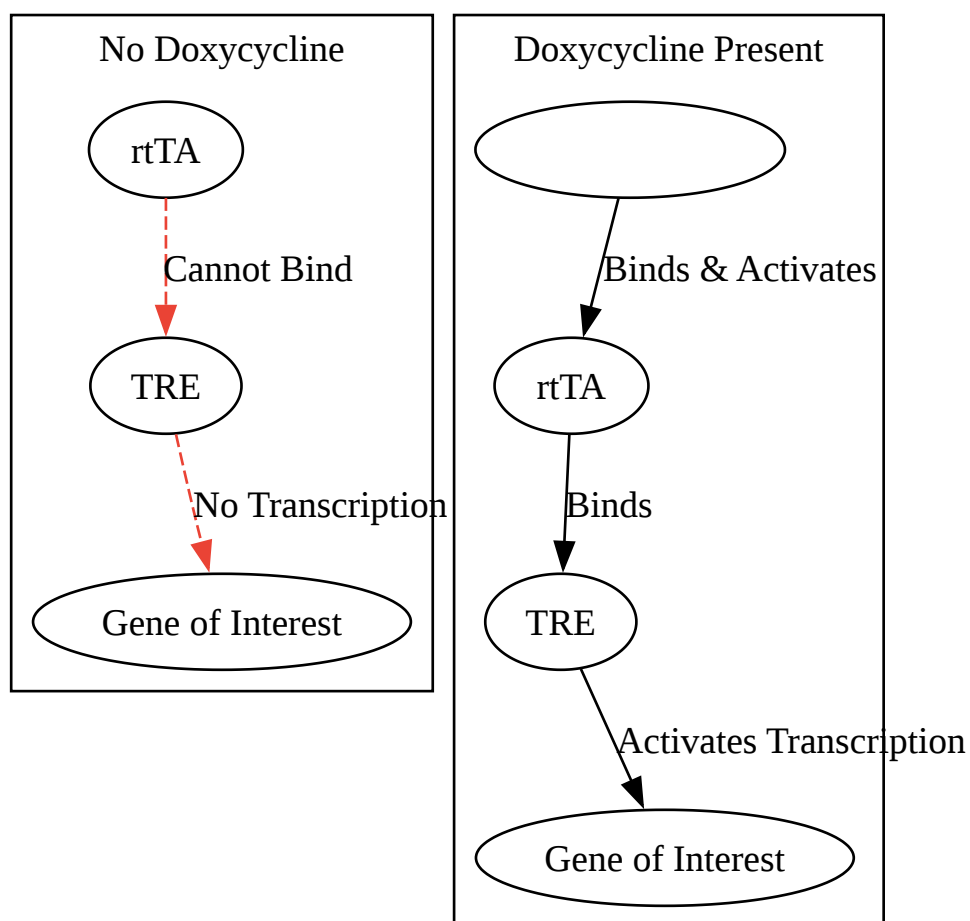 No Doxycycline
rtTA
Cannot Bind
TRE
No Transcription
Gene of Interest
Doxycycline Present
Binds & Activates
rtTA
Binds
TRE
Activates Transcription
Gene of Interest